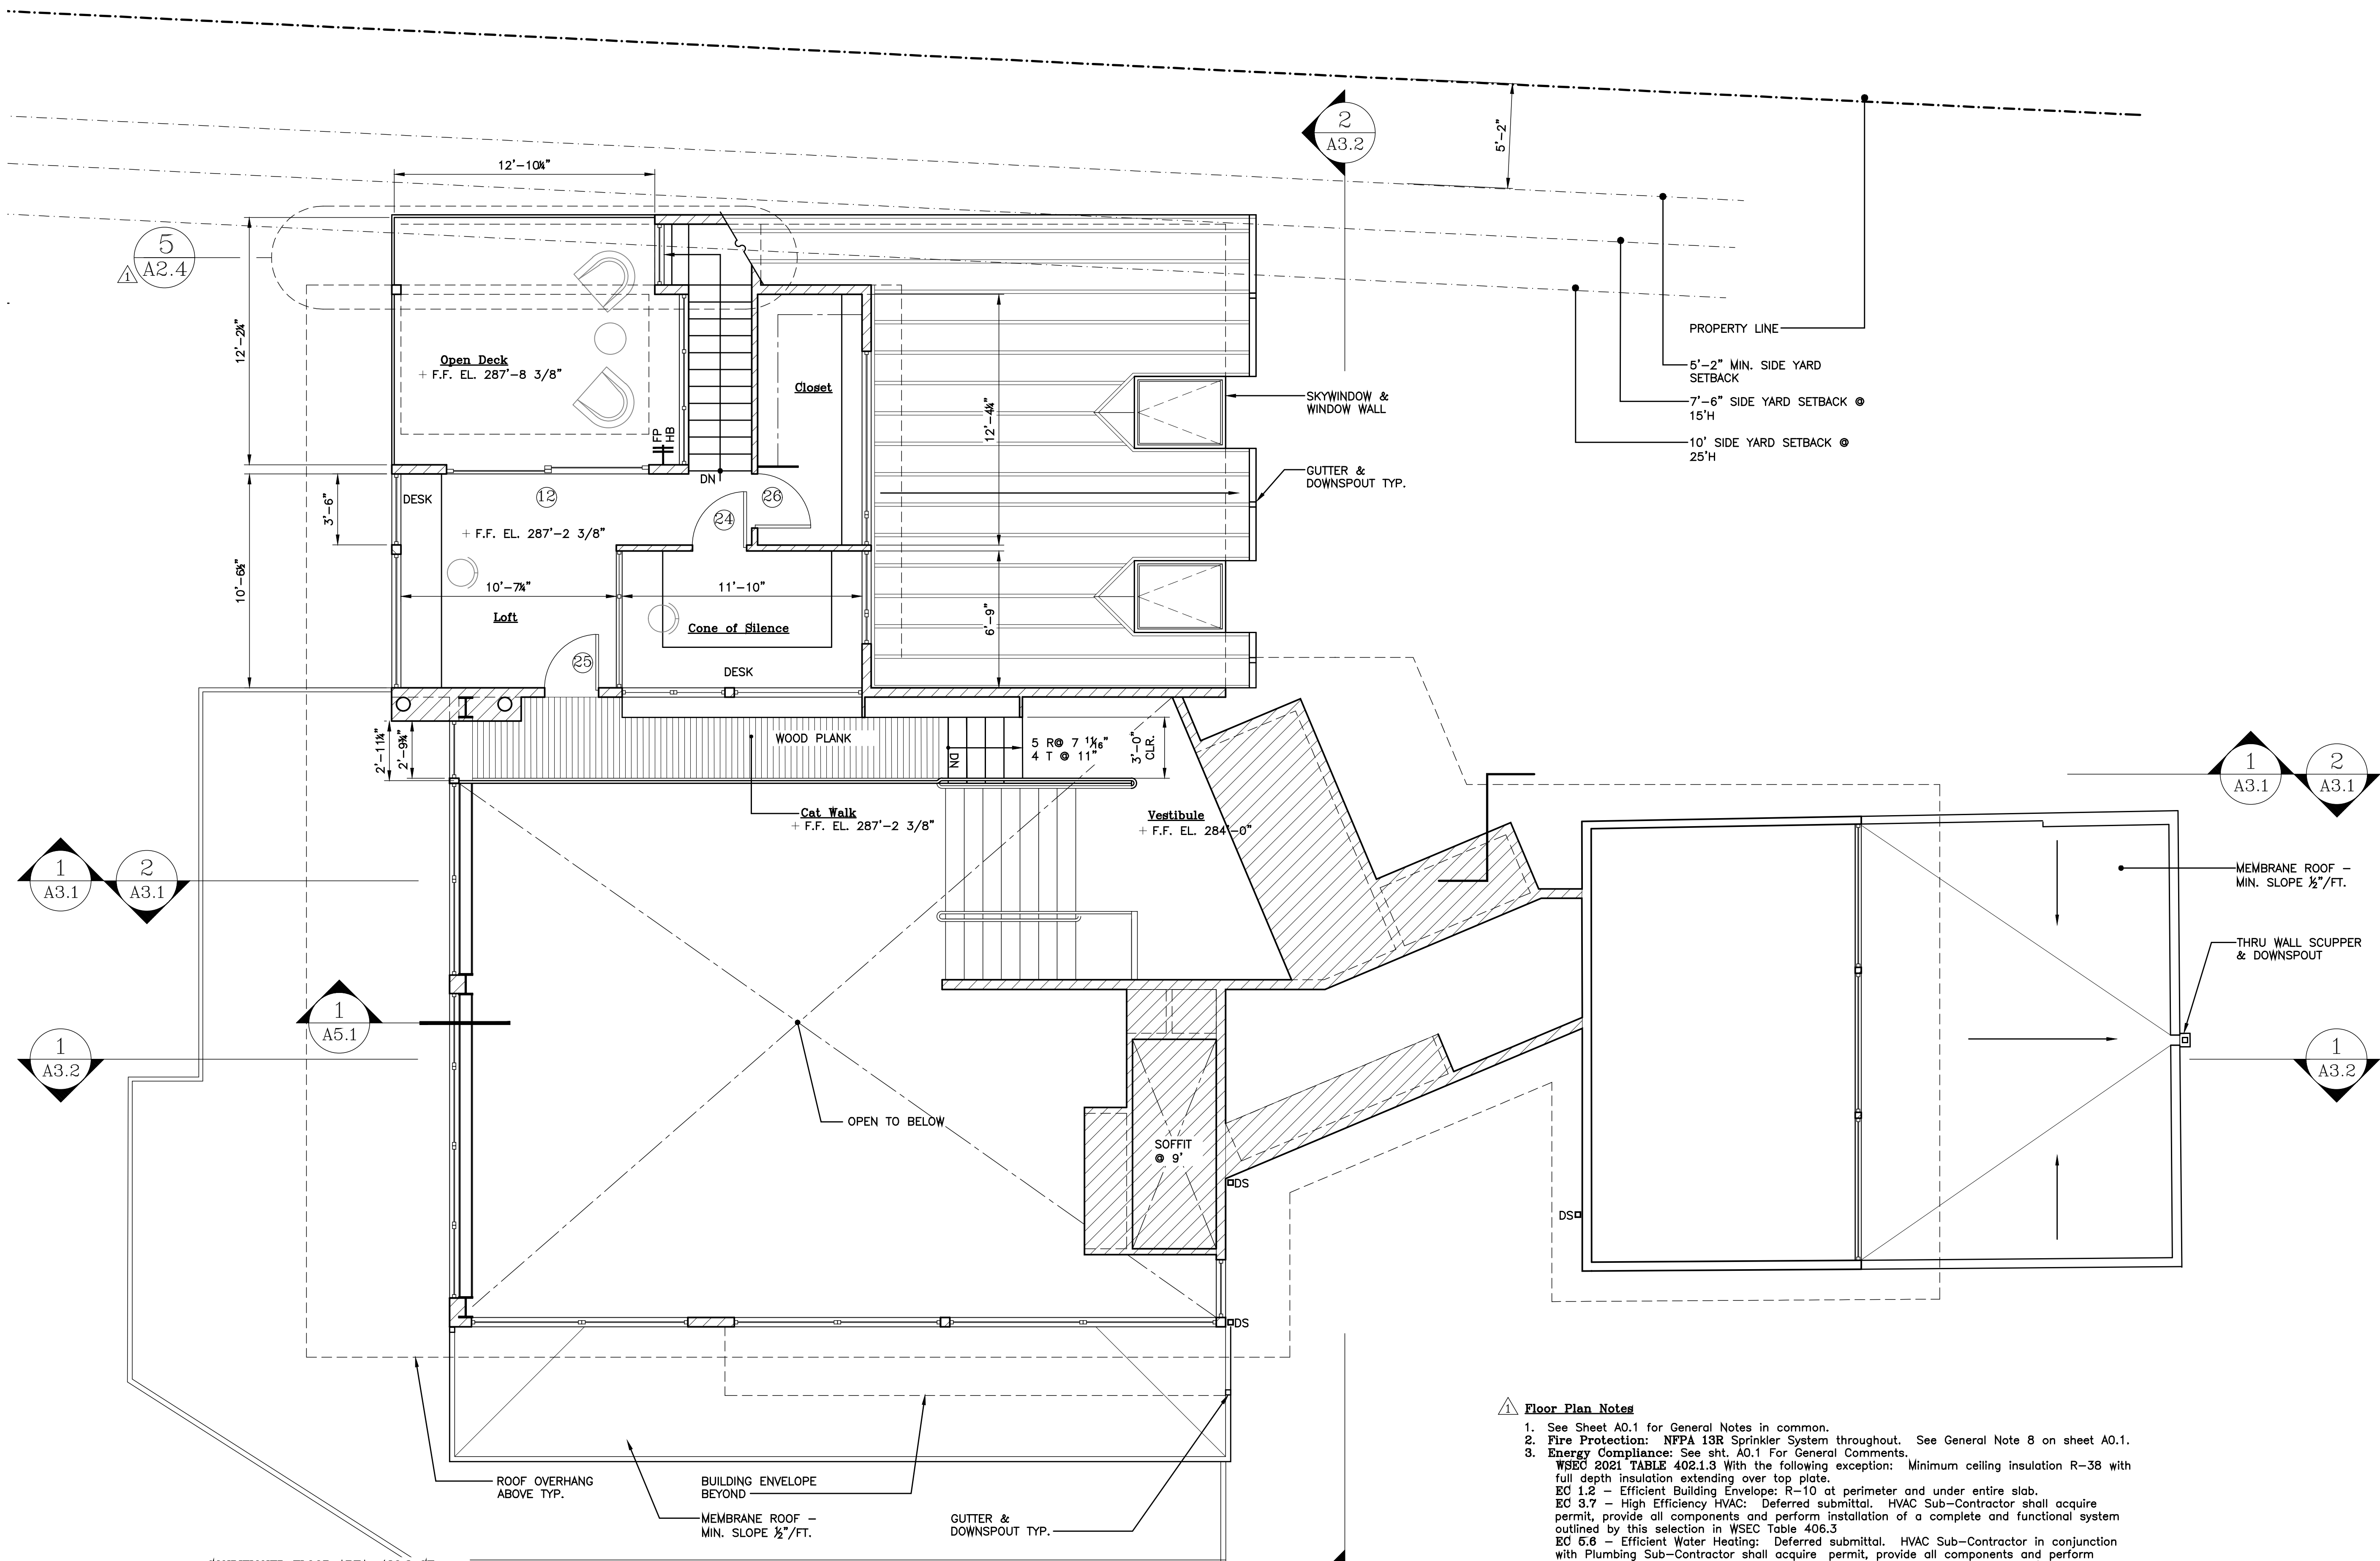 2
A3.2
5'-2"
12'-10¼"
5
A2.4
1
12'-2¼"
PROPERTY LINE
5'-2" MIN. SIDE YARD
SETBACK
7'-6" SIDE YARD SETBACK @
15'H
10' SIDE YARD SETBACK @
25'H
Open Deck
+ F.F. EL. 287'-8 3/8"
Closet
SKYWINDOW &
WINDOW WALL
12'-4¼"
FP
HB
GUTTER &
DOWNSPOUT TYP.
DN
DESK
12
26
24
3'-6"
+ F.F. EL. 287'-2 3/8"
10'-6½"
10'-7¼"
11'-10"
6'-9"
Loft
Cone of Silence
25
DESK
2'-11¼"
2'-9¾"
WOOD PLANK
DN
5 R@ 7 11/16"
4 T @ 11"
3'-0"
CLR.
1
A3.1
2
A3.1
Cat Walk
+ F.F. EL. 287'-2 3/8"
Vestibule
+ F.F. EL. 284'-0"
1
A3.1
2
A3.1
MEMBRANE ROOF -
MIN. SLOPE ½"/FT.
THRU WALL SCUPPER
& DOWNSPOUT
1
A5.1
1
A3.2
1
A3.2
OPEN TO BELOW
SOFFIT
@ 9'
DS
DS
DS
ROOF OVERHANG
ABOVE TYP.
BUILDING ENVELOPE
BEYOND
MEMBRANE ROOF -
MIN. SLOPE ½"/FT.
GUTTER &
DOWNSPOUT TYP.
1 Floor Plan Notes
1. See Sheet A0.1 for General Notes in common.
2. Fire Protection: NFPA 13R Sprinkler System throughout. See General Note 8 on sheet A0.1.
3. Energy Compliance: See sht. A0.1 For General Comments.
WSEC 2021 TABLE 402.1.3 With the following exception: Minimum ceiling insulation R-38 with
full depth insulation extending over top plate.
EC 1.2 - Efficient Building Envelope: R-10 at perimeter and under entire slab.
EC 3.7 - High Efficiency HVAC: Deferred submittal. HVAC Sub-Contractor shall acquire
permit, provide all components and perform installation of a complete and functional system
outlined by this selection in WSEC Table 406.3
EC 5.6 - Efficient Water Heating: Deferred submittal. HVAC Sub-Contractor in conjunction
with Plumbing Sub-Contractor shall acquire permit, provide all components and perform